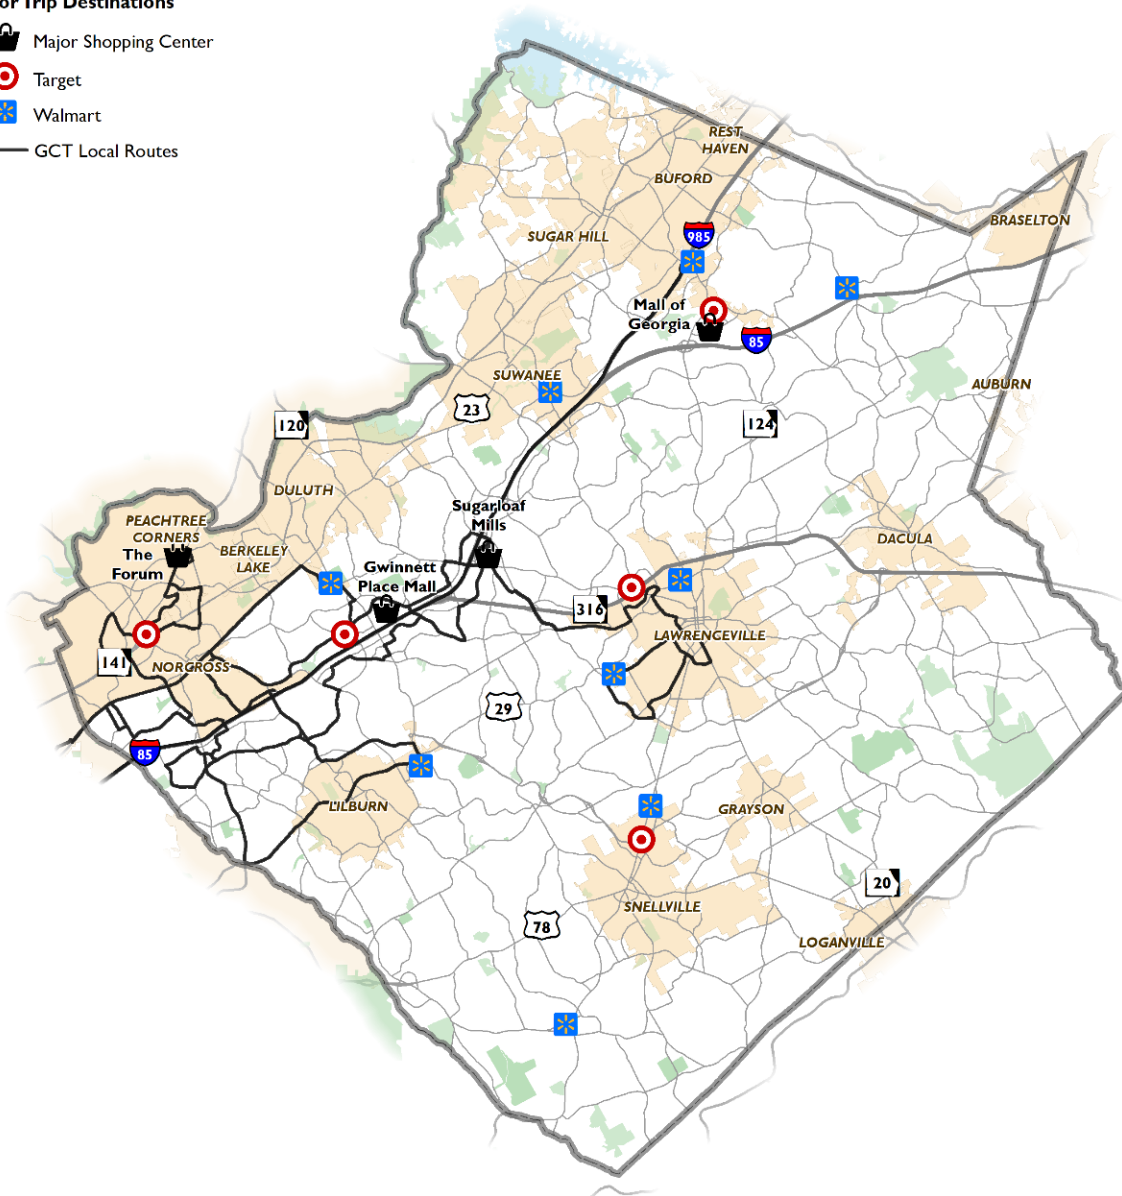 or Trip Destinations
Major Shopping Center
Target
Walmart
GCT Local Routes
REST
HAVEN
BUFORD
BRASELTON
SUGAR HILL
985
Mall of
Georgia
85
SUWANEE
AUBURN
23
120
124
DULUTH
Sugarloaf
Mills
PEACHTREE
CORNERS
The
Forum
BERKELEY
LAKE
DACULA
Gwinnett
Place Mall
316
LAWRENCEVILLE
141
NORCROSS
29
85
LILBURN
GRAYSON
20
SNELLVILLE
78
LOGANVILLE